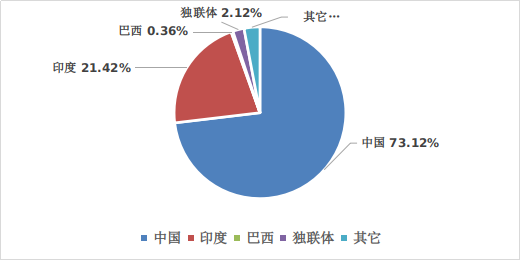 独联体 2.12%
其它...
巴西 0.36%
印度 21.42%
中国 73.12%
中国 印度 巴西 独联体 其它